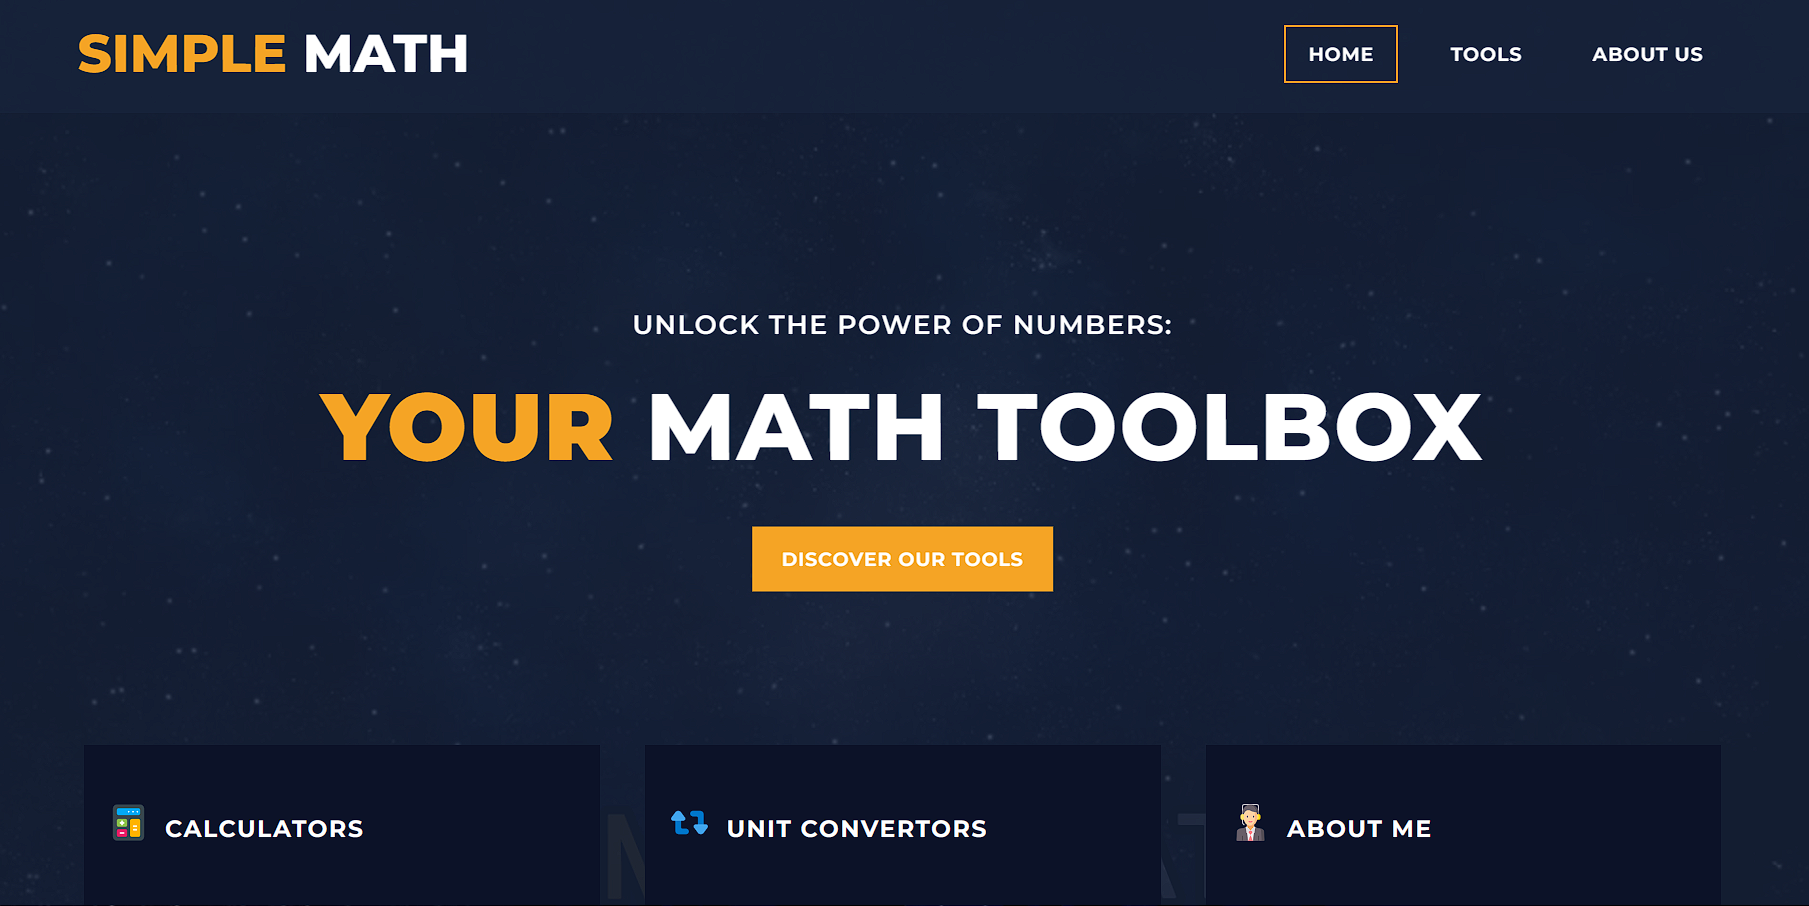 SIMPLE MATH
HOME
TOOLS
ABOUT US
UNLOCK THE POWER OF NUMBERS:
YOUR MATH TOOLBOX
DISCOVER OUR TOOLS
CALCULATORS
UNIT CONVERTORS
ABOUT ME